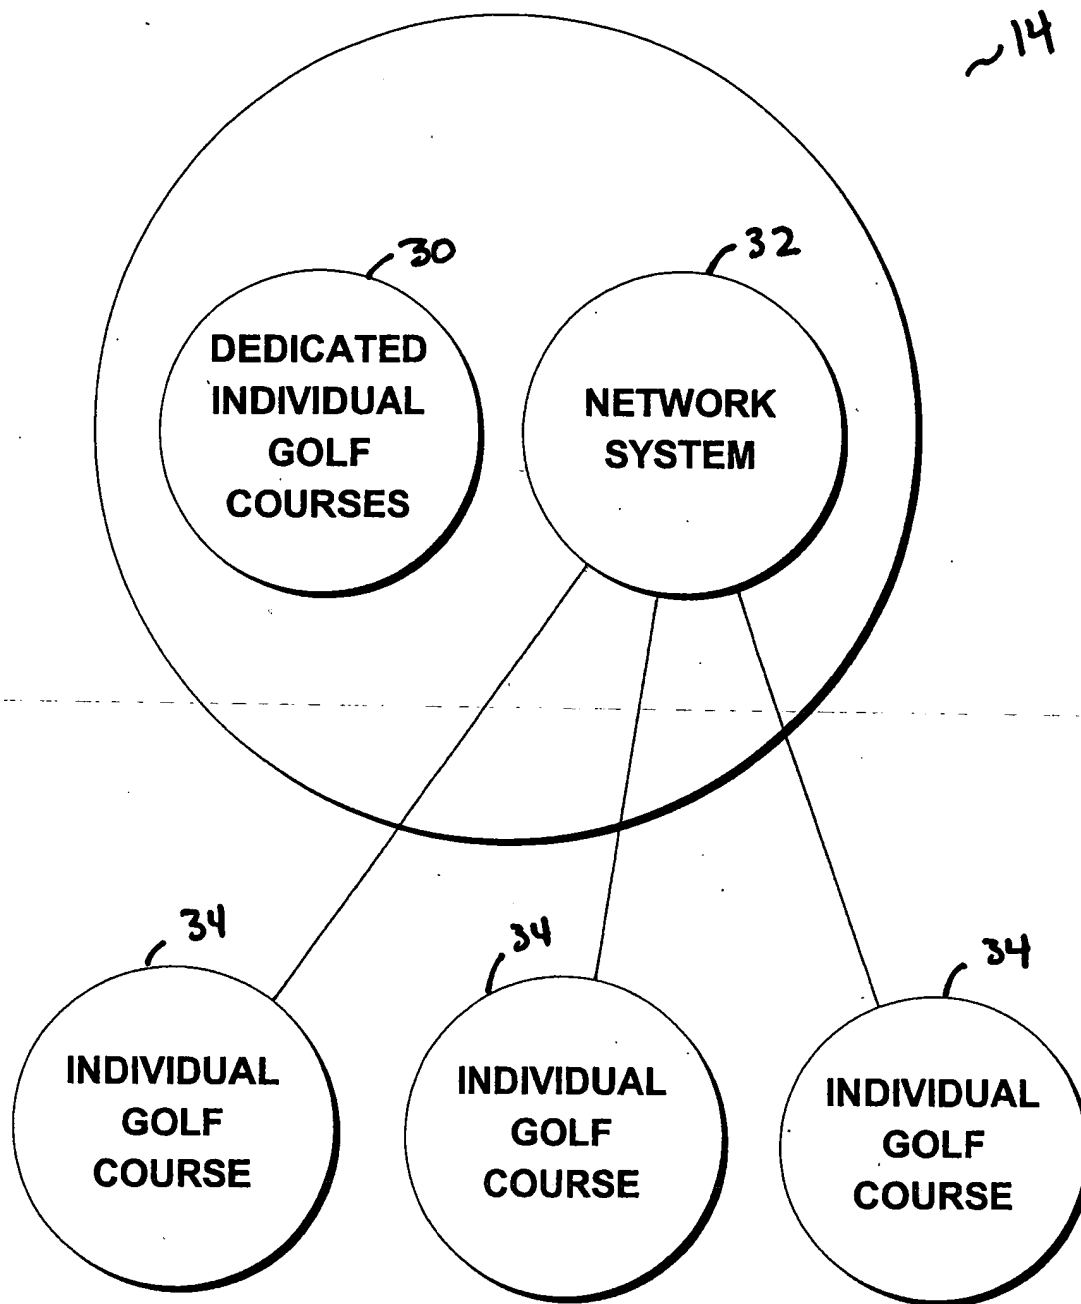 14
30
32
DEDICATED
INDIVIDUAL
GOLF
COURSES
NETWORK
SYSTEM
34
34
34
INDIVIDUAL
GOLF
COURSE
INDIVIDUAL
GOLF
COURSE
INDIVIDUAL
GOLF
COURSE